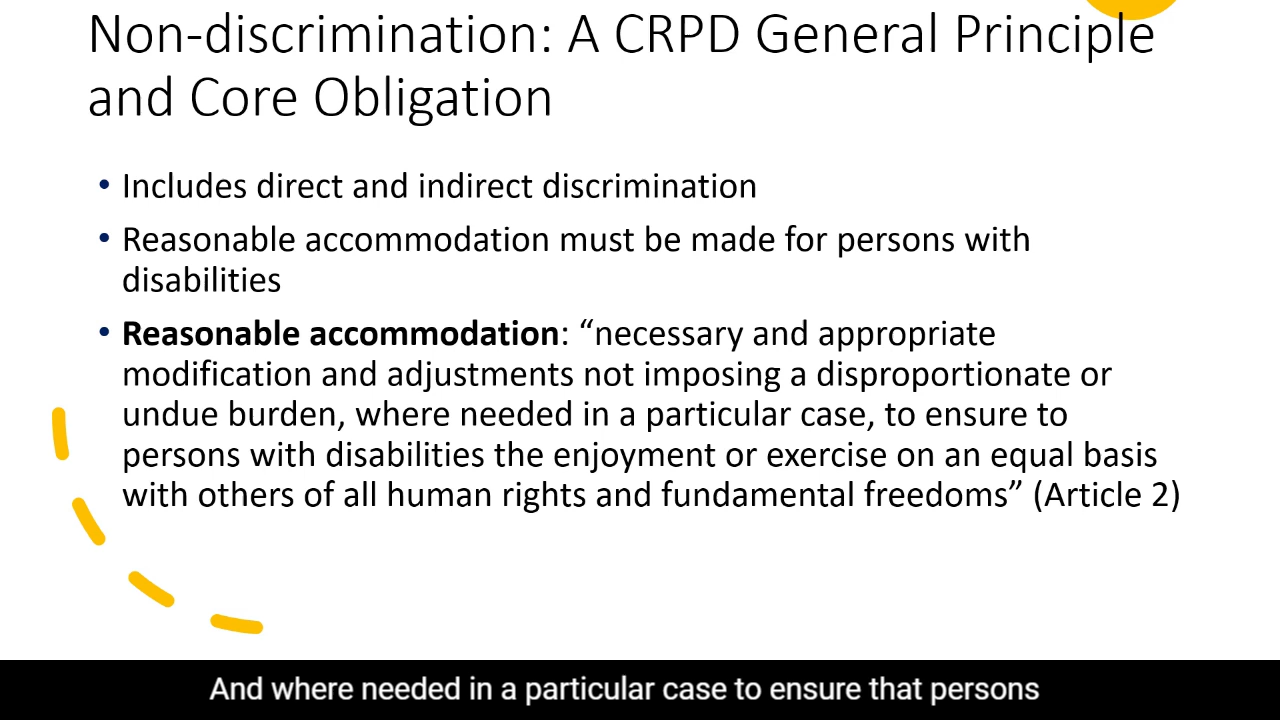 Non-discrimination: A CRPD General Principle
and Core Obligation
• Includes direct and indirect discrimination
• Reasonable accommodation must be made for persons with
disabilities
• Reasonable accommodation: “necessary and appropriate
modification and adjustments not imposing a disproportionate or
undue burden, where needed in a particular case, to ensure to
persons with disabilities the enjoyment or exercise on an equal basis
with others of all human rights and fundamental freedoms” (Article 2)
And where needed in a particular case to ensure that persons